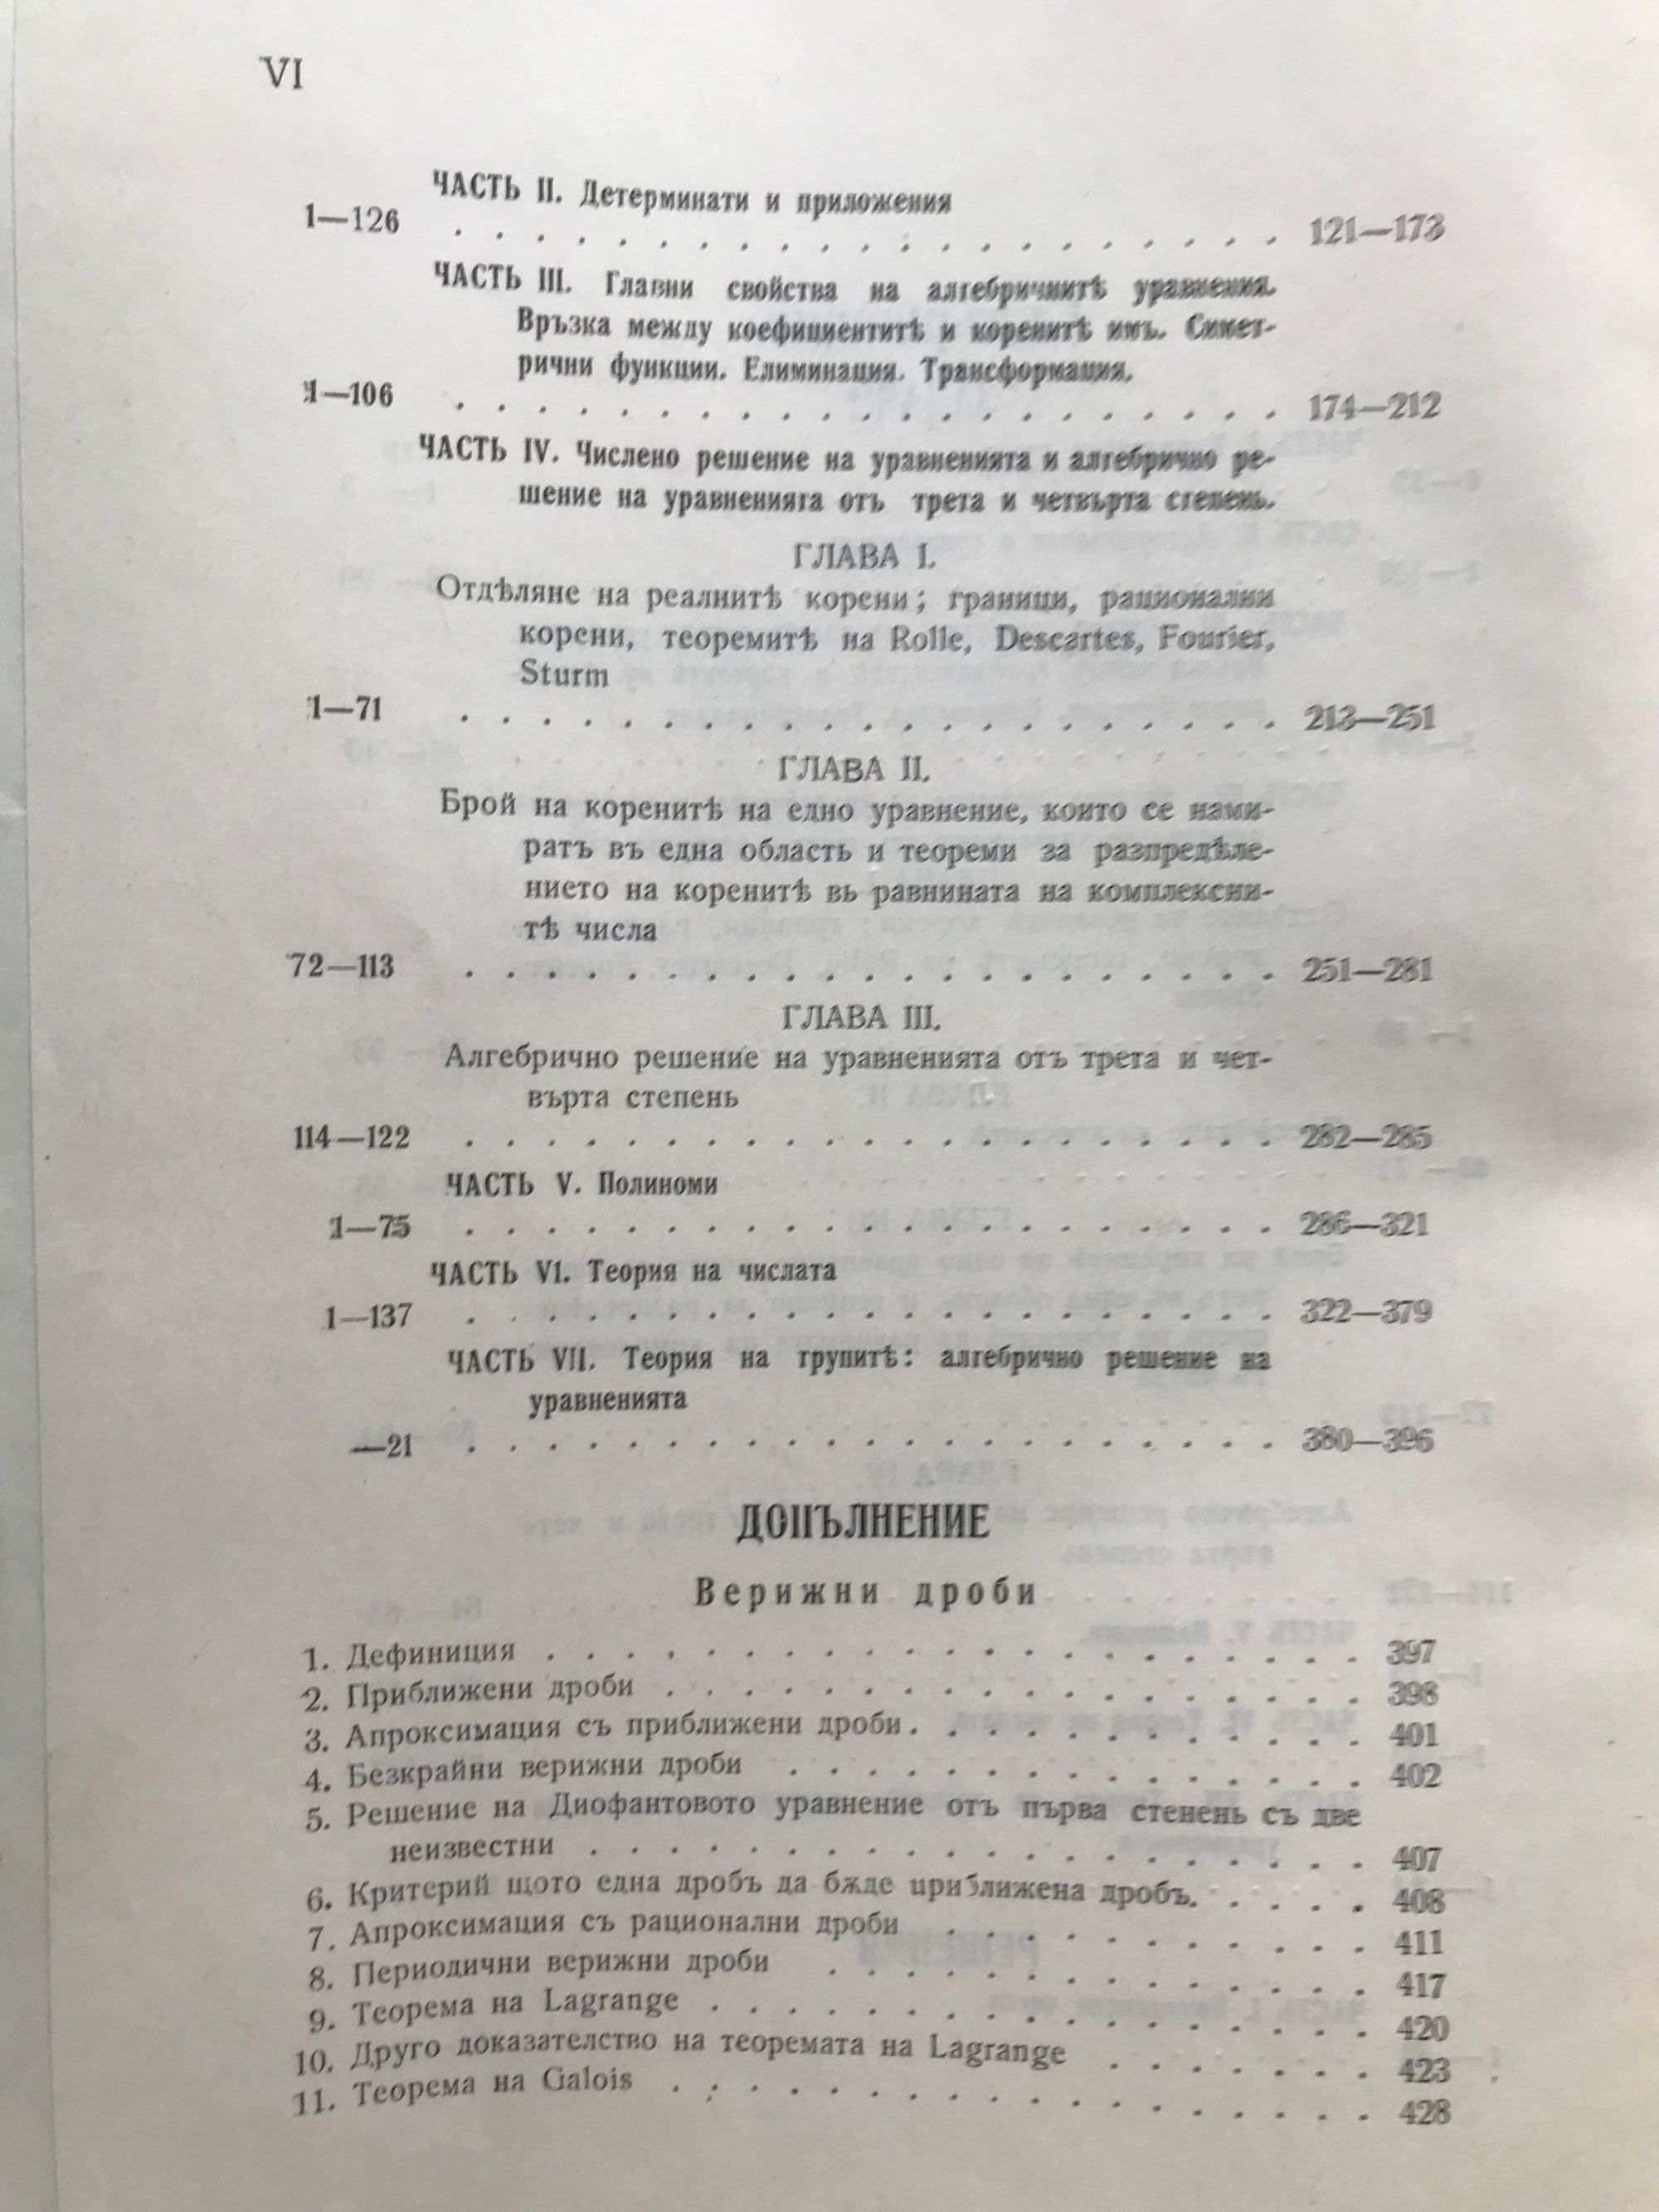 VI
ЧАСТЬ II. Детерминати и приложения
1—126 . . . . . . . . . . . . . . . . . . . . . 121—173
ЧАСТЬ III. Главни свойства на алгебричнитѣ уравнения.
Връзка между коефициентитѣ и коренитѣ имъ. Симет-
рични функции. Елиминация. Трансформация.
1—106 . . . . . . . . . . . . . . . . . . . . . 174—212
ЧАСТЬ IV. Числено решение на уравненията и алгебрично ре-
шение на уравненията отъ трета и четвърта степень.
ГЛАВА I.
Отдѣляне на реалнитѣ корени; граници, рационални
корени, теоремитѣ на Rolle, Descartes, Fourier,
Sturm
1—71 . . . . . . . . . . . . . . . . . . . . . 213—251
ГЛАВА II.
Брой на коренитѣ на едно уравнение, които се нами-
ратъ въ една область и теореми за разпредѣле-
нието на коренитѣ вь равнината на комплексни-
тѣ числа
72—113 . . . . . . . . . . . . . . . . . . . . . 251—281
ГЛАВА III.
Алгебрично решение на уравненията отъ трета и чет-
върта степень
114—122 . . . . . . . . . . . . . . . . . . . . . 282—285
ЧАСТЬ V. Полиноми
1—75 . . . . . . . . . . . . . . . . . . . . . 286—321
ЧАСТЬ VI. Теория на числата
1—137 . . . . . . . . . . . . . . . . . . . . . 322—379
ЧАСТЬ VII. Теория на групитѣ: алгебрично решение на
уравненията
—21 . . . . . . . . . . . . . . . . . . . . . 380—396
ДОПЪЛНЕНИЕ
Верижни дроби
1. Дефиниция . . . . . . . . . . . . . . . . . . . . . 397
2. Приближени дроби . . . . . . . . . . . . . . . . . . 398
3. Апроксимация съ приближени дроби. . . . . . . . . . . . 401
4. Безкрайни верижни дроби . . . . . . . . . . . . . . . 402
5. Решение на Диофантовото уравнение отъ първа стенень съ две
неизвестни . . . . . . . . . . . . . . . . . . . . 407
6. Критерий щото една дробь да бѫде приближена дробь. . . . . 408
7. Апроксимация съ рационални дроби . . . . . . . . . . . 411
8. Периодични верижни дроби . . . . . . . . . . . . . . 417
9. Теорема на Lagrange . . . . . . . . . . . . . . . . . 420
10. Друго доказателство на теоремата на Lagrange . . . . . . . 423
11. Теорема на Galois . . . . . . . . . . . . . . . . . . 428